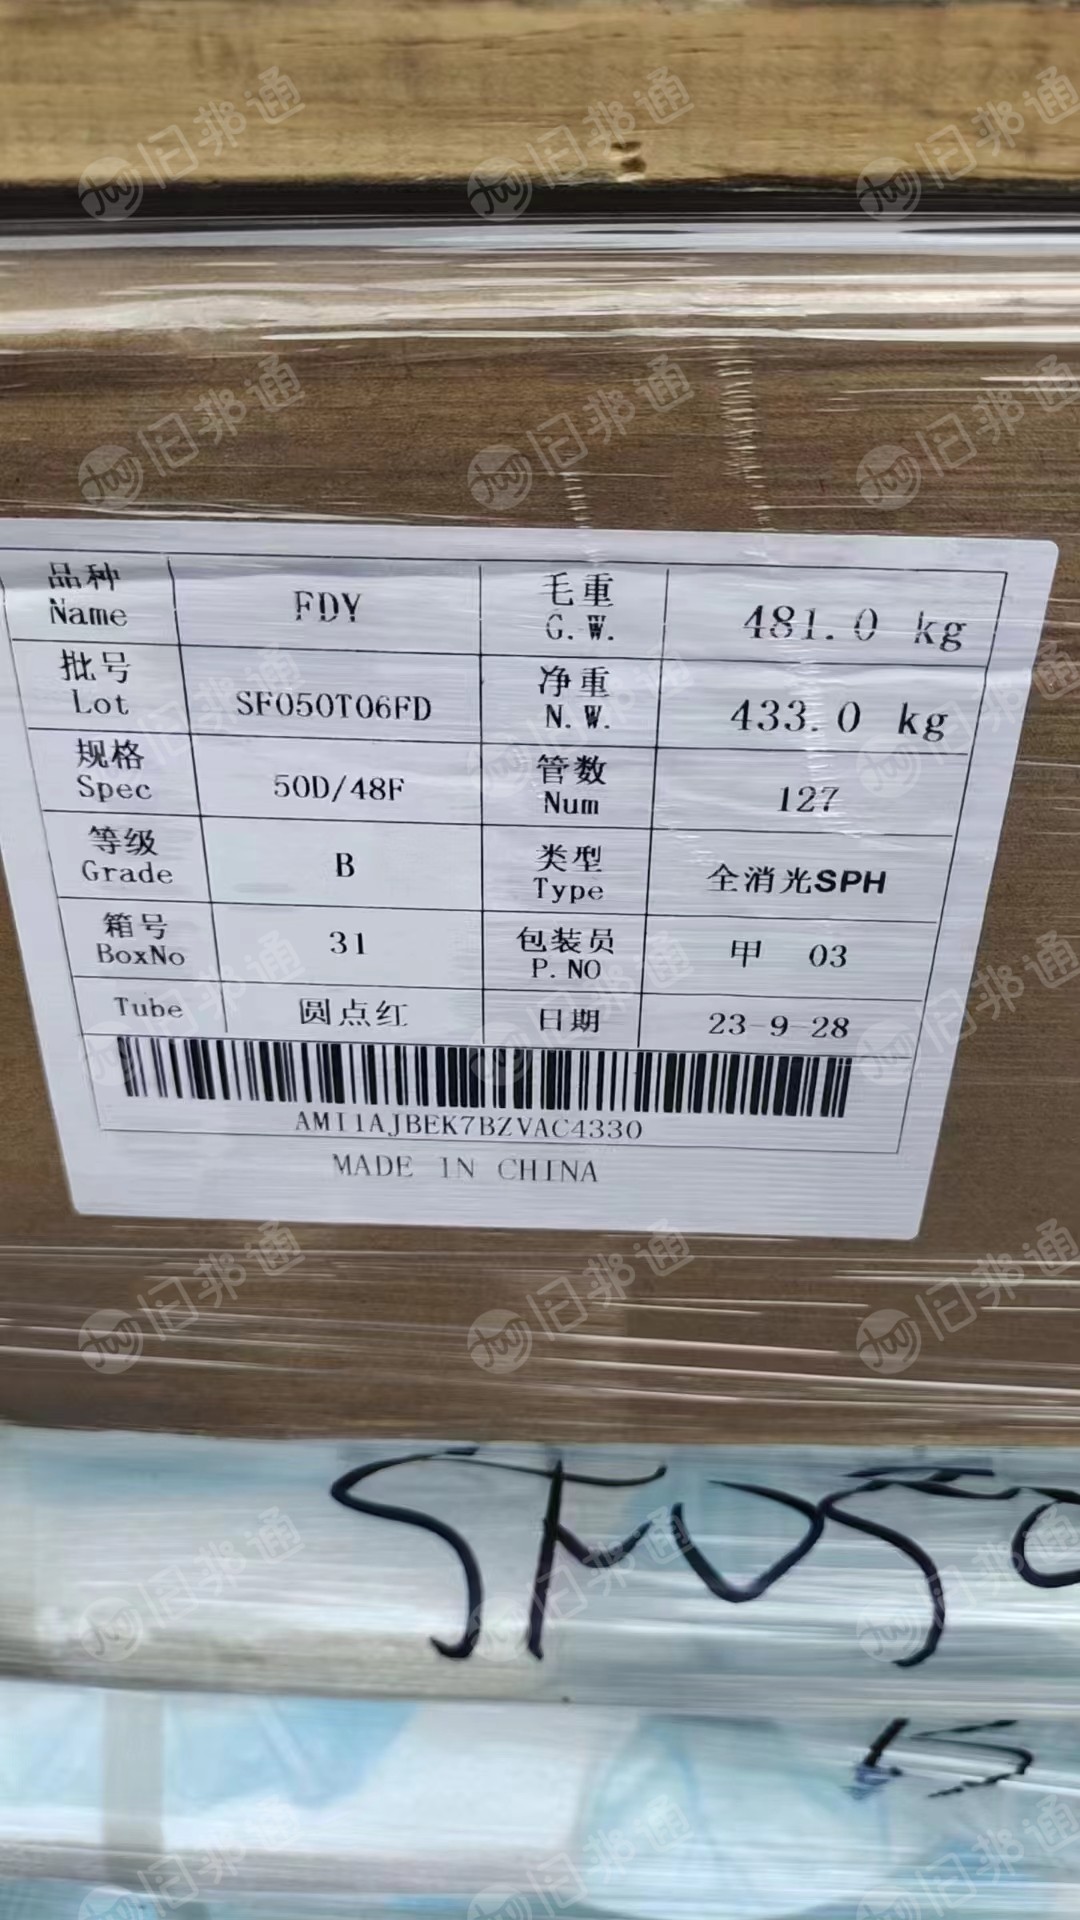 旧邦通
品种 FDY 毛重
Name G.W. 481.0 kg
批号 净重
Lot SF050T06FD N.W. 433.0 kg
规格 管数
Spec 50D/48F Num 127
等级 类型
Grade B Type 全消光SPH
箱号 包装员
BoxNo 31 P.NO 甲 03
Tube 圆点红 日期 23-9-28
AMI1AJBEK7BZVAC4330
MADE IN CHINA
SF050
15